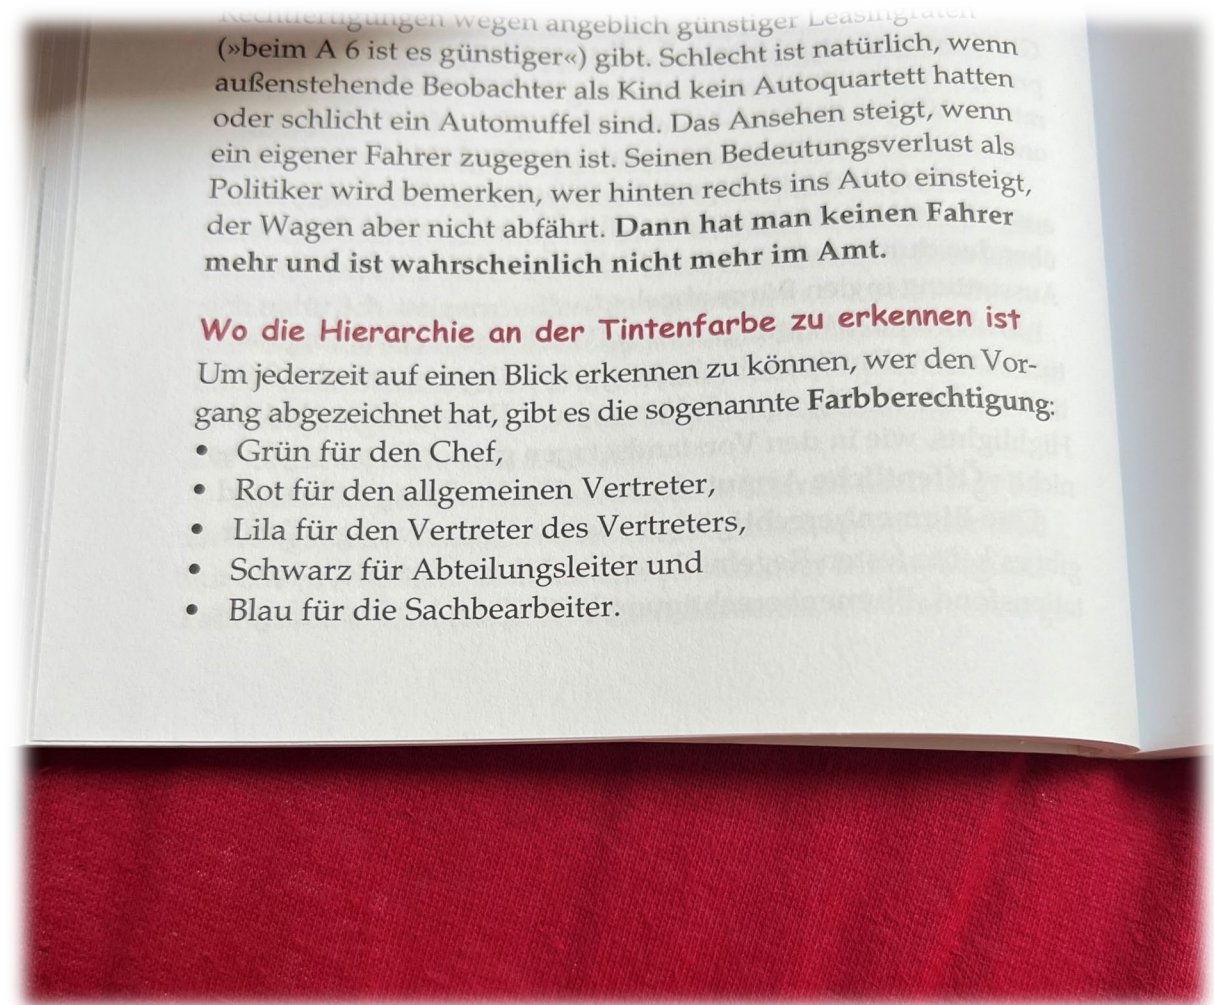 Rechtfertigungen wegen angeblich günstiger Leasingraten
(»beim A 6 ist es günstiger«) gibt. Schlecht ist natürlich, wenn
außenstehende Beobachter als Kind kein Autoquartett hatten
oder schlicht ein Automuffel sind. Das Ansehen steigt, wenn
ein eigener Fahrer zugegen ist. Seinen Bedeutungsverlust als
Politiker wird bemerken, wer hinten rechts ins Auto einsteigt,
der Wagen aber nicht abfährt. Dann hat man keinen Fahrer
mehr und ist wahrscheinlich nicht mehr im Amt.
Wo die Hierarchie an der Tintenfarbe zu erkennen ist
Um jederzeit auf einen Blick erkennen zu können, wer den Vor-
gang abgezeichnet hat, gibt es die sogenannte Farbberechtigung:
• Grün für den Chef,
• Rot für den allgemeinen Vertreter,
• Lila für den Vertreter des Vertreters,
• Schwarz für Abteilungsleiter und
• Blau für die Sachbearbeiter.